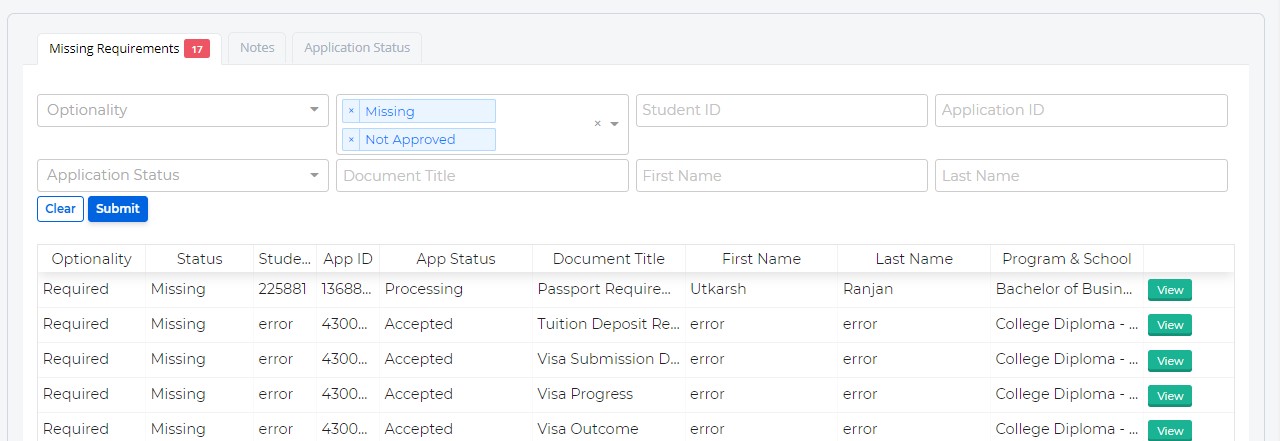 Missing Requirements 17 Notes Application Status
Optionality × Missing × Student ID Application ID
× Not Approved
Application Status Document Title First Name Last Name
Clear Submit
Optionality Status Stude... App ID App Status Document Title First Name Last Name Program & School
Required Missing 225881 13688... Processing Passport Require... Utkarsh Ranjan Bachelor of Busin... View
Required Missing error 4300... Accepted Tuition Deposit Re... error error College Diploma - ... View
Required Missing error 4300... Accepted Visa Submission D... error error College Diploma - ... View
Required Missing error 4300... Accepted Visa Progress error error College Diploma - ... View
Required Missing error 4300... Accepted Visa Outcome error error College Diploma - ... View